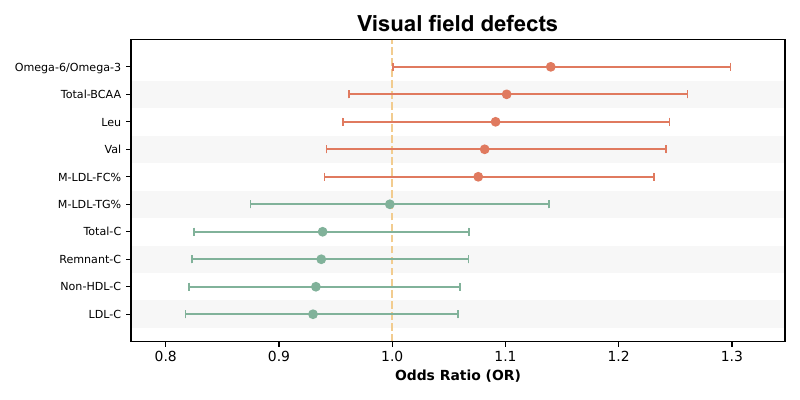 Visual field defects
Omega-6/Omega-3
Total-BCAA
Leu
Val
M-LDL-FC%
M-LDL-TG%
Total-C
Remnant-C
Non-HDL-C
LDL-C
0.8 0.9 1.0 1.1 1.2 1.3
Odds Ratio (OR)